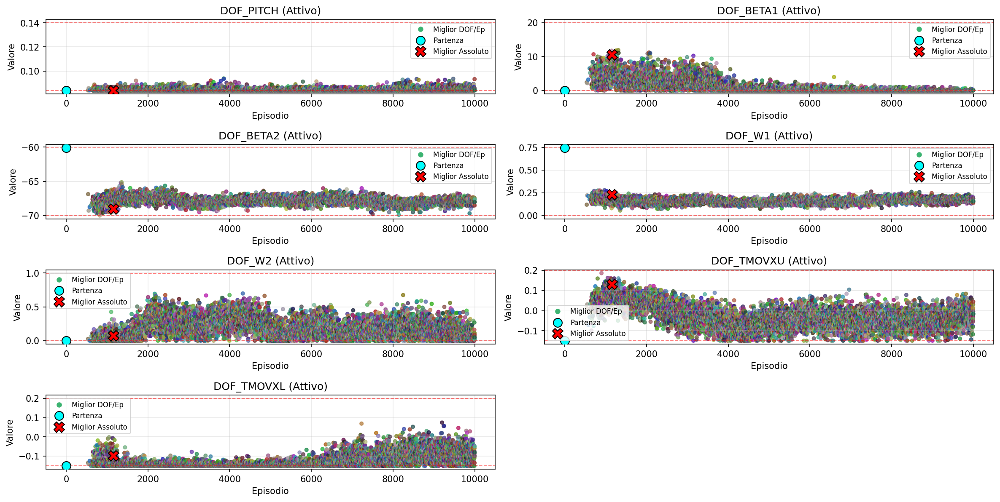 DOF_PITCH (Attivo)
0.14
0.12
0.10
Valore
Miglior DOF/Ep
Partenza
Miglior Assoluto
0
2000
4000
6000
8000
10000
Episodio
DOF_BETA1 (Attivo)
20
10
0
Valore
Miglior DOF/Ep
Partenza
Miglior Assoluto
0
2000
4000
6000
8000
10000
Episodio
DOF_BETA2 (Attivo)
−60
−65
−70
Valore
Miglior DOF/Ep
Partenza
Miglior Assoluto
0
2000
4000
6000
8000
10000
Episodio
DOF_W1 (Attivo)
0.75
0.50
0.25
0.00
Valore
Miglior DOF/Ep
Partenza
Miglior Assoluto
0
2000
4000
6000
8000
10000
Episodio
DOF_W2 (Attivo)
1.0
0.5
0.0
Valore
Miglior DOF/Ep
Partenza
Miglior Assoluto
0
2000
4000
6000
8000
10000
Episodio
DOF_TMOVXU (Attivo)
0.2
0.1
0.0
−0.1
Valore
Miglior DOF/Ep
Partenza
Miglior Assoluto
0
2000
4000
6000
8000
10000
Episodio
DOF_TMOVXL (Attivo)
0.2
0.1
0.0
−0.1
Valore
Miglior DOF/Ep
Partenza
Miglior Assoluto
0
2000
4000
6000
8000
10000
Episodio